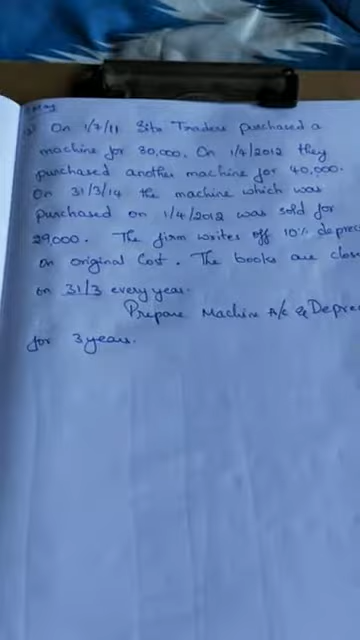 a) On 1/7/11 Sita Traders purchased a
machine for 80,000. On 1/4/2012 they
purchased another machine for 40,000.
On 31/3/14 the machine which was
purchased on 1/4/2012 was sold for
29,000. The firm writes off 10% deprec
on original Cost. The books are clos
on 31/3 every year.
Prepare Machine A/c & Depre
for 3 years.